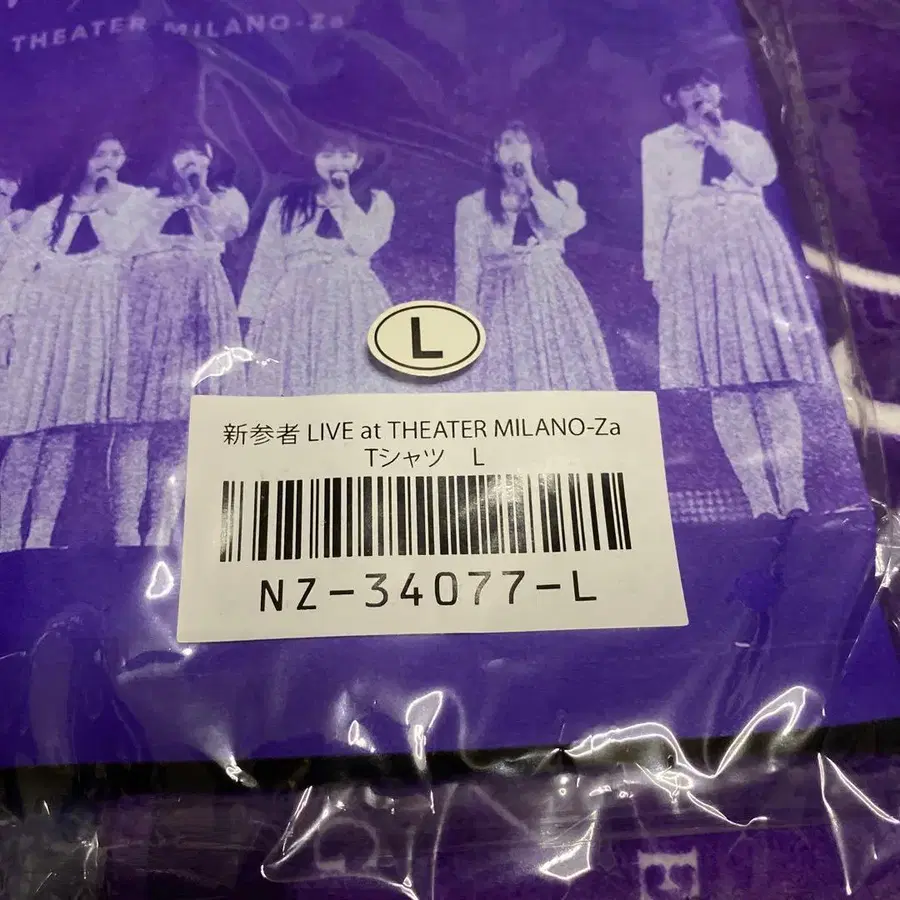 THEATER MILANO-Za
L
新参者 LIVE at THEATER MILANO-Za
Tシャツ L
NZ-34077-L